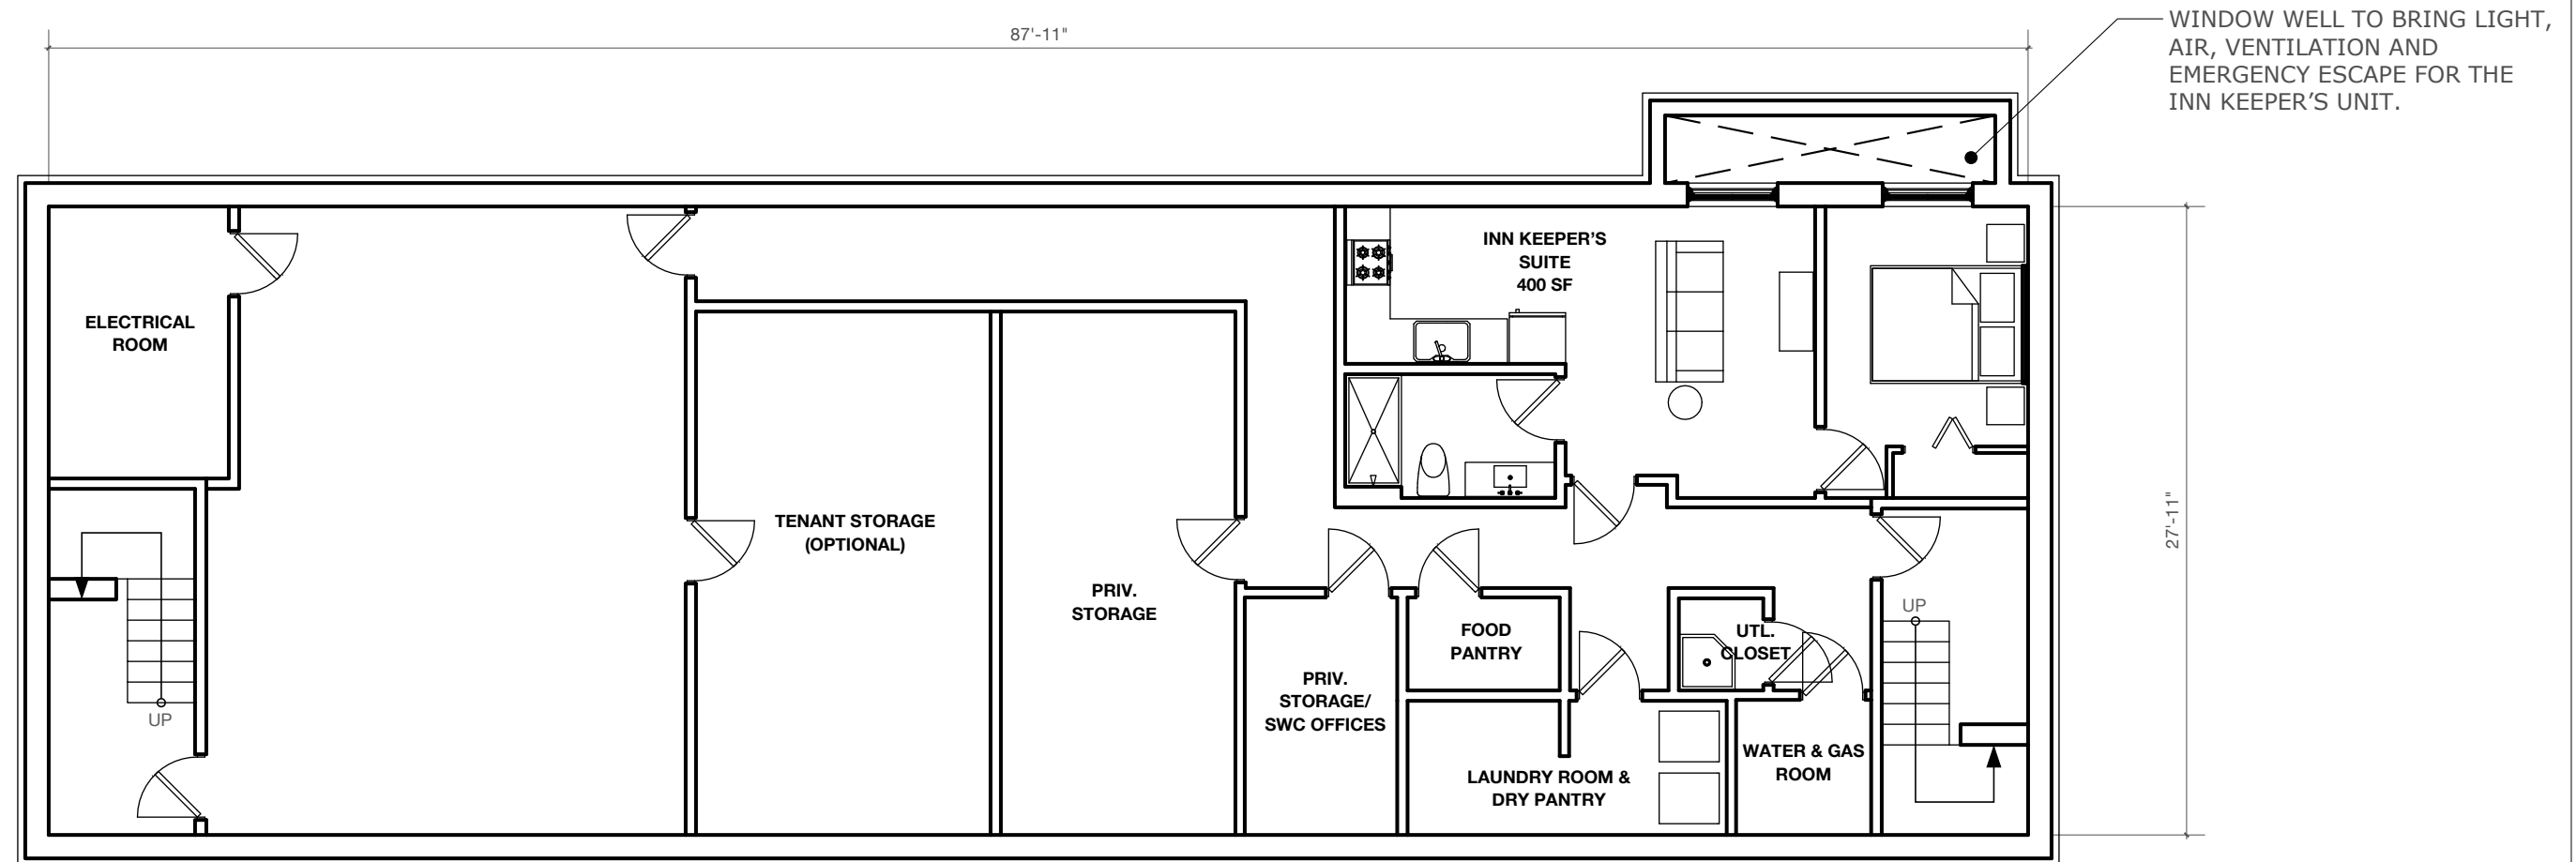 87'-11"
WINDOW WELL TO BRING LIGHT,
AIR, VENTILATION AND
EMERGENCY ESCAPE FOR THE
INN KEEPER’S UNIT.
INN KEEPER’S
SUITE
400 SF
ELECTRICAL
ROOM
TENANT STORAGE
(OPTIONAL)
27'-11"
PRIV.
STORAGE
UP
FOOD
PANTRY
UTL.
CLOSET
PRIV.
STORAGE/
SWC OFFICES
UP
WATER & GAS
ROOM
LAUNDRY ROOM &
DRY PANTRY